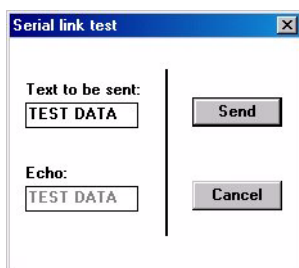 Serial link test
Text to be sent:
TEST DATA
Send
Echo:
TEST DATA
Cancel